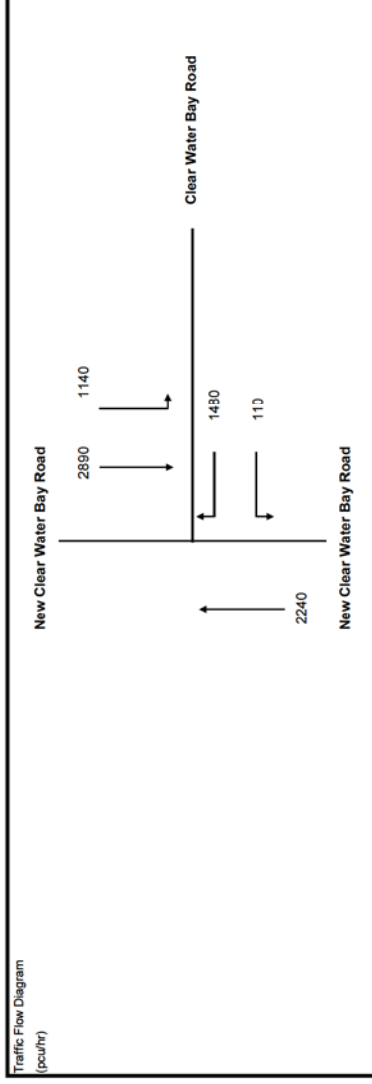 Traffic Flow Diagram
(pcu/hr)
New Clear Water Bay Road
2890
1140
Clear Water Bay Road
1480
110
2240
New Clear Water Bay Road